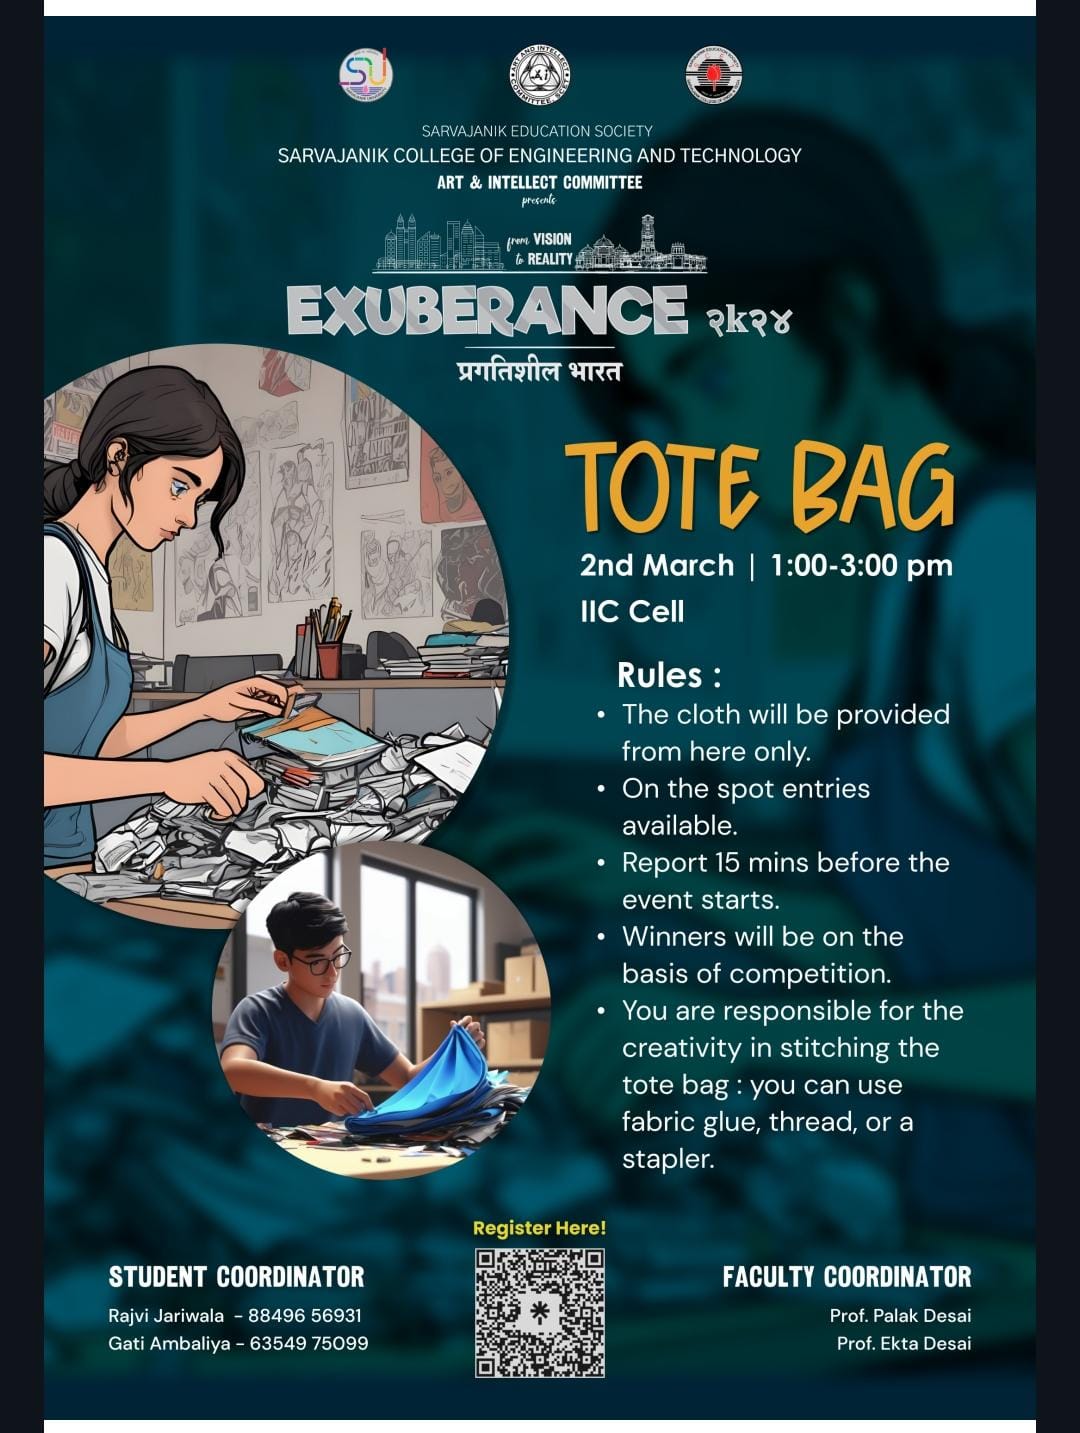 SARVAJANIK EDUCATION SOCIETY
SARVAJANIK COLLEGE OF ENGINEERING AND TECHNOLOGY
ART & INTELLECT COMMITTEE
presents
from VISION
to REALITY
EXUBERANCE २k२४
प्रगतिशील भारत
TOTE BAG
2nd March | 1:00-3:00 pm
IIC Cell
Rules :
• The cloth will be provided
from here only.
• On the spot entries
available.
• Report 15 mins before the
event starts.
• Winners will be on the
basis of competition.
• You are responsible for the
creativity in stitching the
tote bag : you can use
fabric glue, thread, or a
stapler.
Register Here!
STUDENT COORDINATOR
Rajvi Jariwala - 88496 56931
Gati Ambaliya - 63549 75099
FACULTY COORDINATOR
Prof. Palak Desai
Prof. Ekta Desai